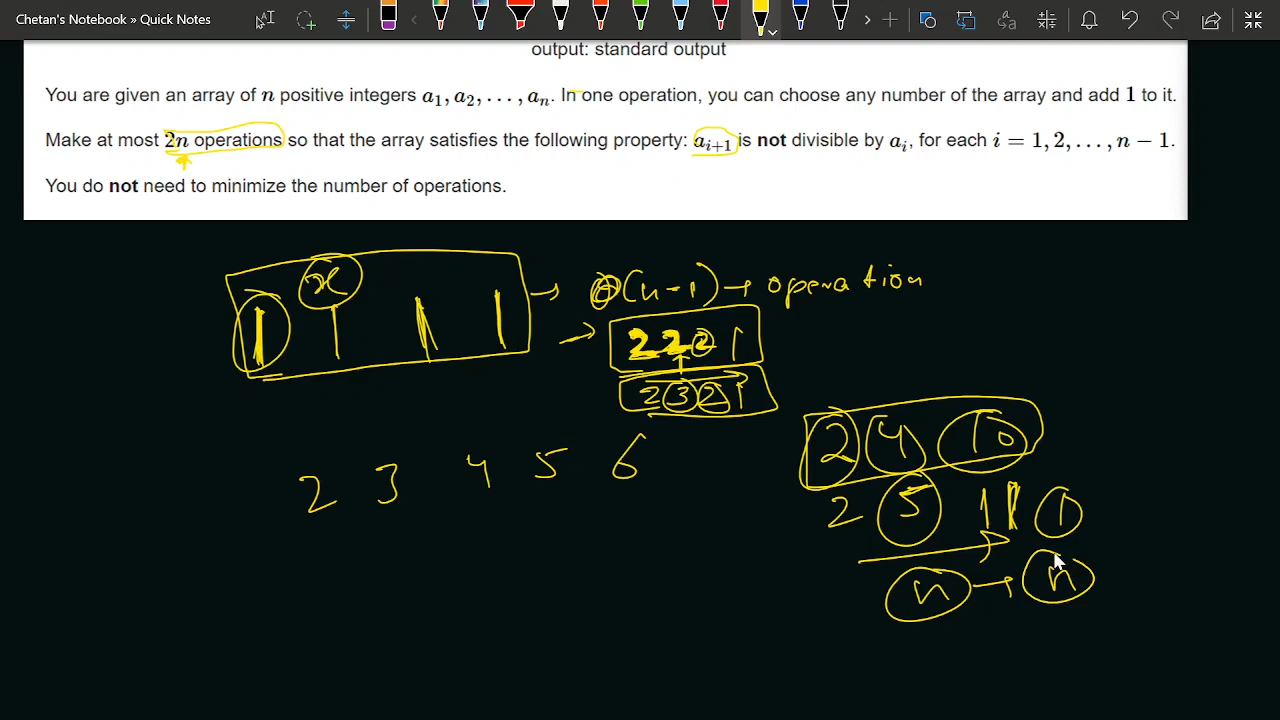 Chetan's Notebook » Quick Notes
output: standard output
You are given an array of n positive integers a₁, a₂, . . . , aₙ. In one operation, you can choose any number of the array and add 1 to it.
Make at most 2n operations so that the array satisfies the following property: aᵢ₊₁ is not divisible by aᵢ, for each i = 1, 2, . . . , n − 1.
You do not need to minimize the number of operations.
1 1 1 1
x
(n-1) → operation
2 2 2 1
2 3 2 1
2 4 10
2 3 4 5 6
2 5 11 1
n → n